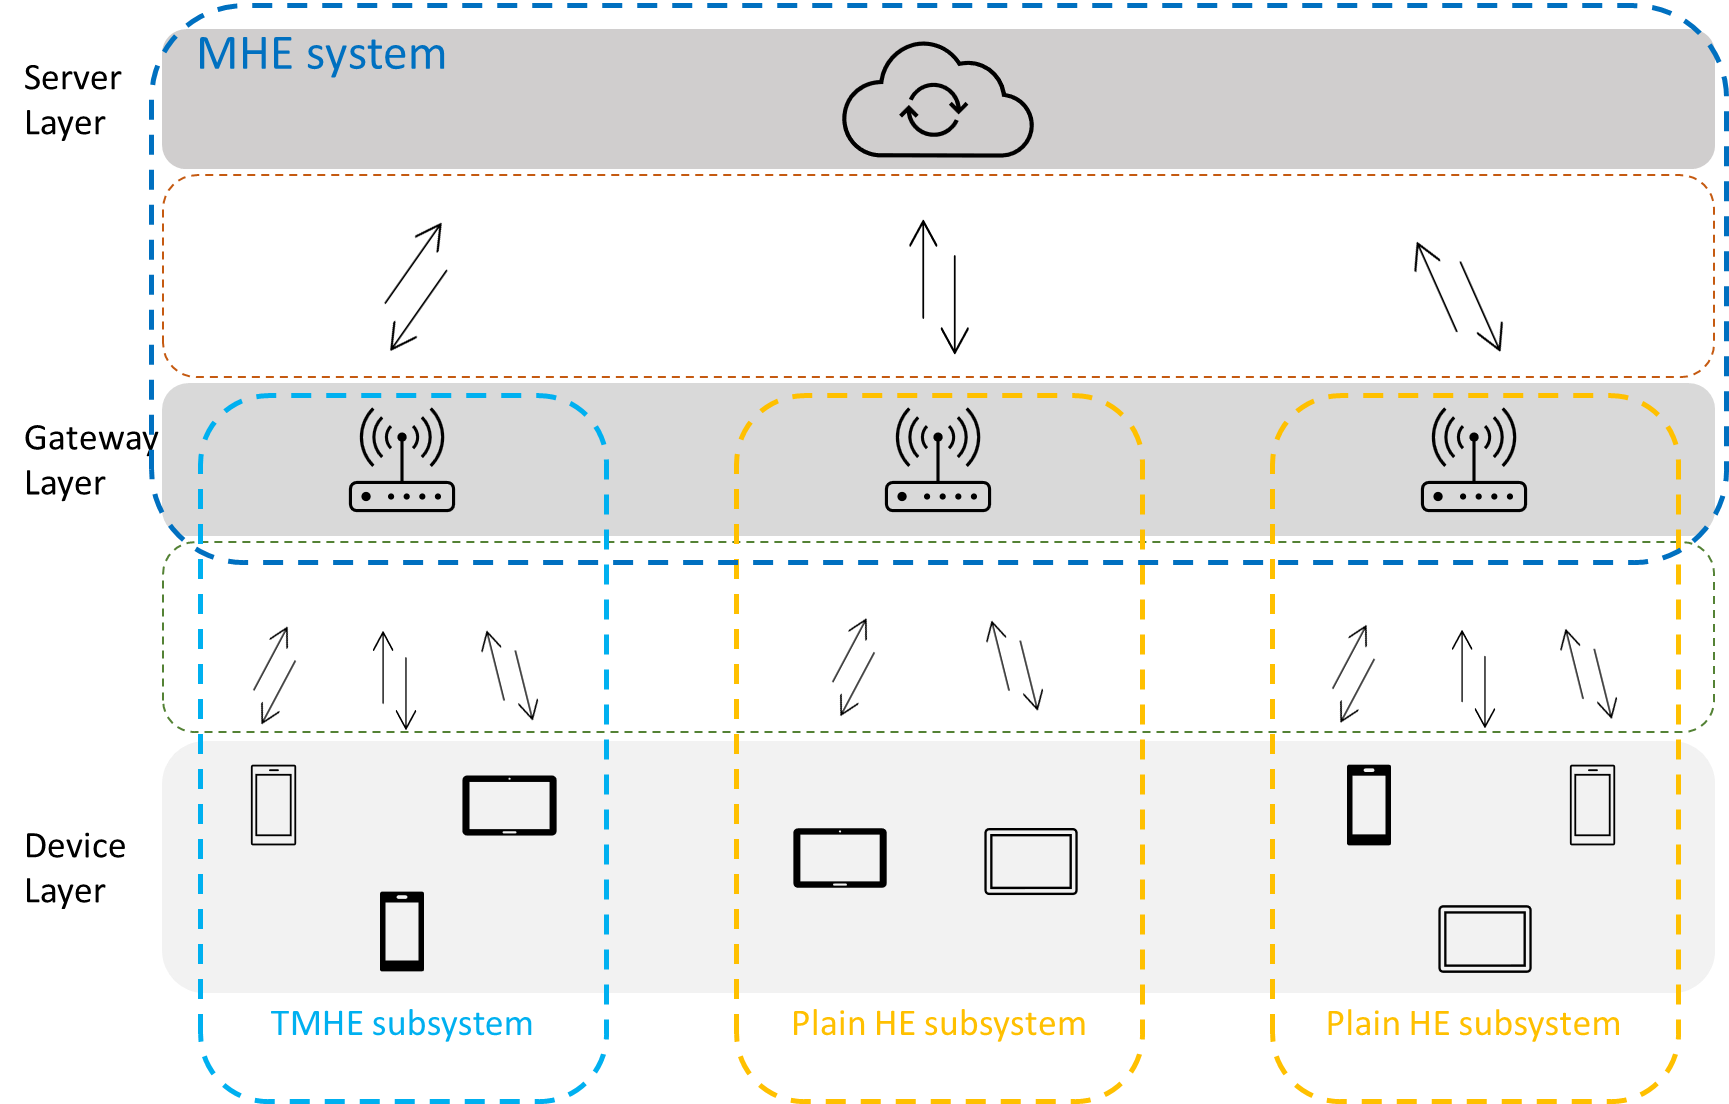 MHE system
Server
Layer
Gateway
Layer
Device
Layer
TMHE subsystem
Plain HE subsystem
Plain HE subsystem